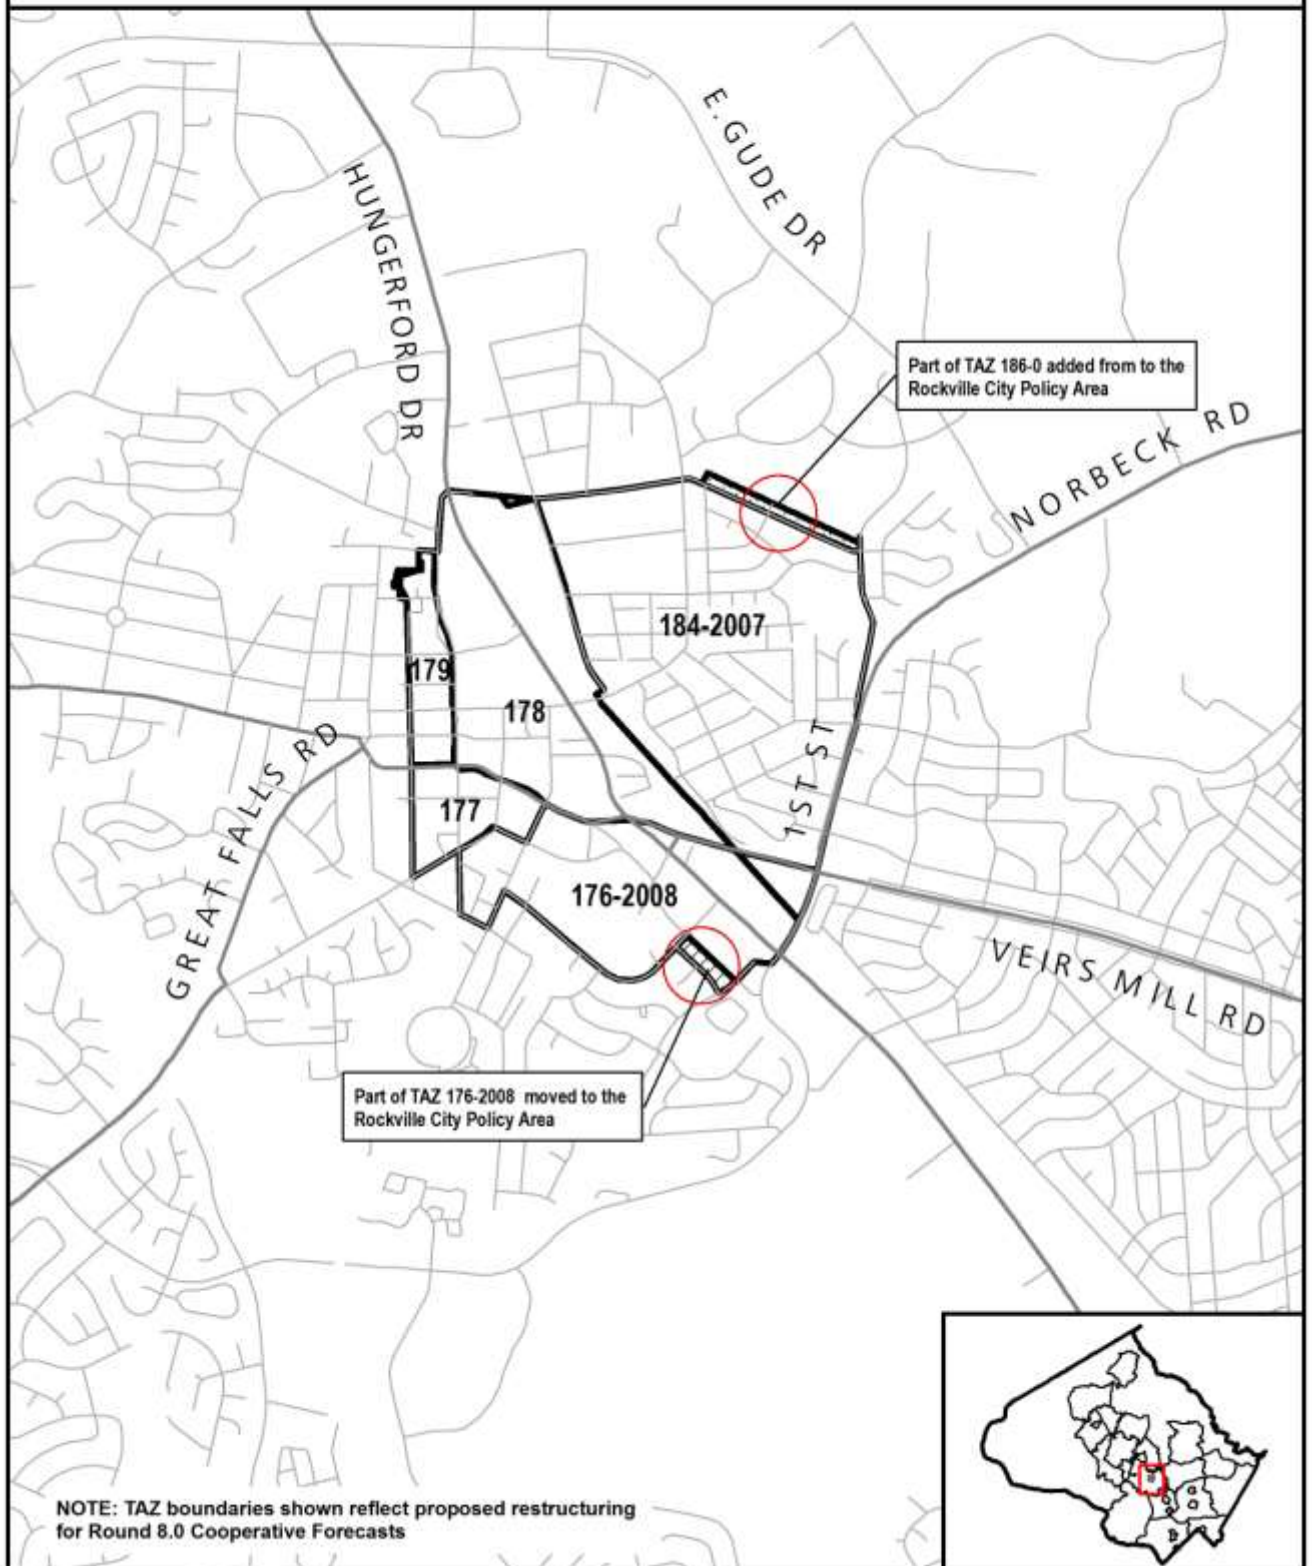 E. GUDE DR
HUNGERFORD DR
Part of TAZ 186-0 added from to the
Rockville City Policy Area
NORBECK RD
184-2007
179
178
GREAT FALLS RD
1ST ST
177
176-2008
VEIRS MILL RD
Part of TAZ 176-2008 moved to the
Rockville City Policy Area
NOTE: TAZ boundaries shown reflect proposed restructuring
for Round 8.0 Cooperative Forecasts